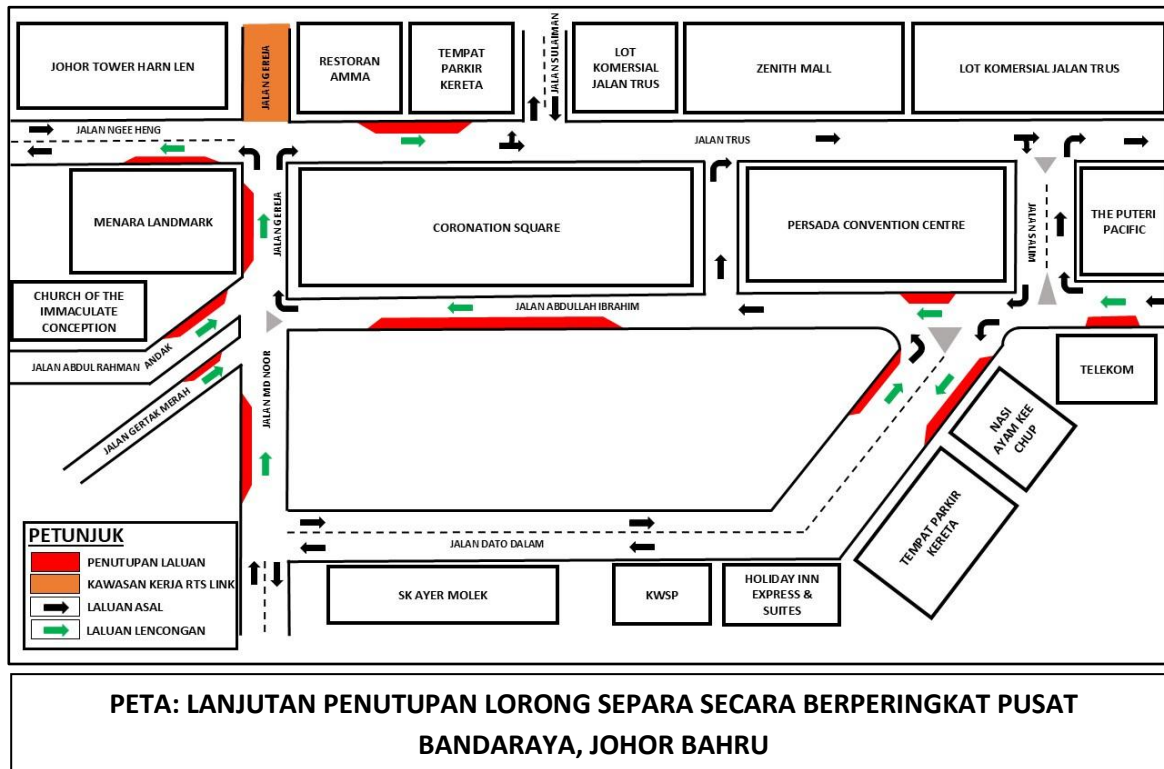 JOHOR TOWER HARN LEN
JALAN GEREJA
RESTORAN
AMMA
TEMPAT
PARKIR
KERETA
JALAN SULAIMAN
LOT
KOMERSIAL
JALAN TRUS
ZENITH MALL
LOT KOMERSIAL JALAN TRUS
JALAN NGEE HENG
JALAN TRUS
MENARA LANDMARK
JALAN GEREJA
CORONATION SQUARE
PERSADA CONVENTION CENTRE
JALAN SALIM
THE PUTERI
PACIFIC
CHURCH OF THE
IMMACULATE
CONCEPTION
JALAN ABDULLAH IBRAHIM
JALAN ABDUL RAHMAN ANDAK
JALAN GERTAK MERAH
JALAN MD NOOR
TELEKOM
NASI
AYAM KEE
CHUP
TEMPAT PARKIR
KERETA
JALAN DATO DALAM
SK AYER MOLEK
KWSP
HOLIDAY INN
EXPRESS &
SUITES
PETUNJUK
PENUTUPAN LALUAN
KAWASAN KERJA RTS LINK
LALUAN ASAL
LALUAN LENCONGAN
PETA: LANJUTAN PENUTUPAN LORONG SEPARA SECARA BERPERINGKAT PUSAT
BANDARAYA, JOHOR BAHRU